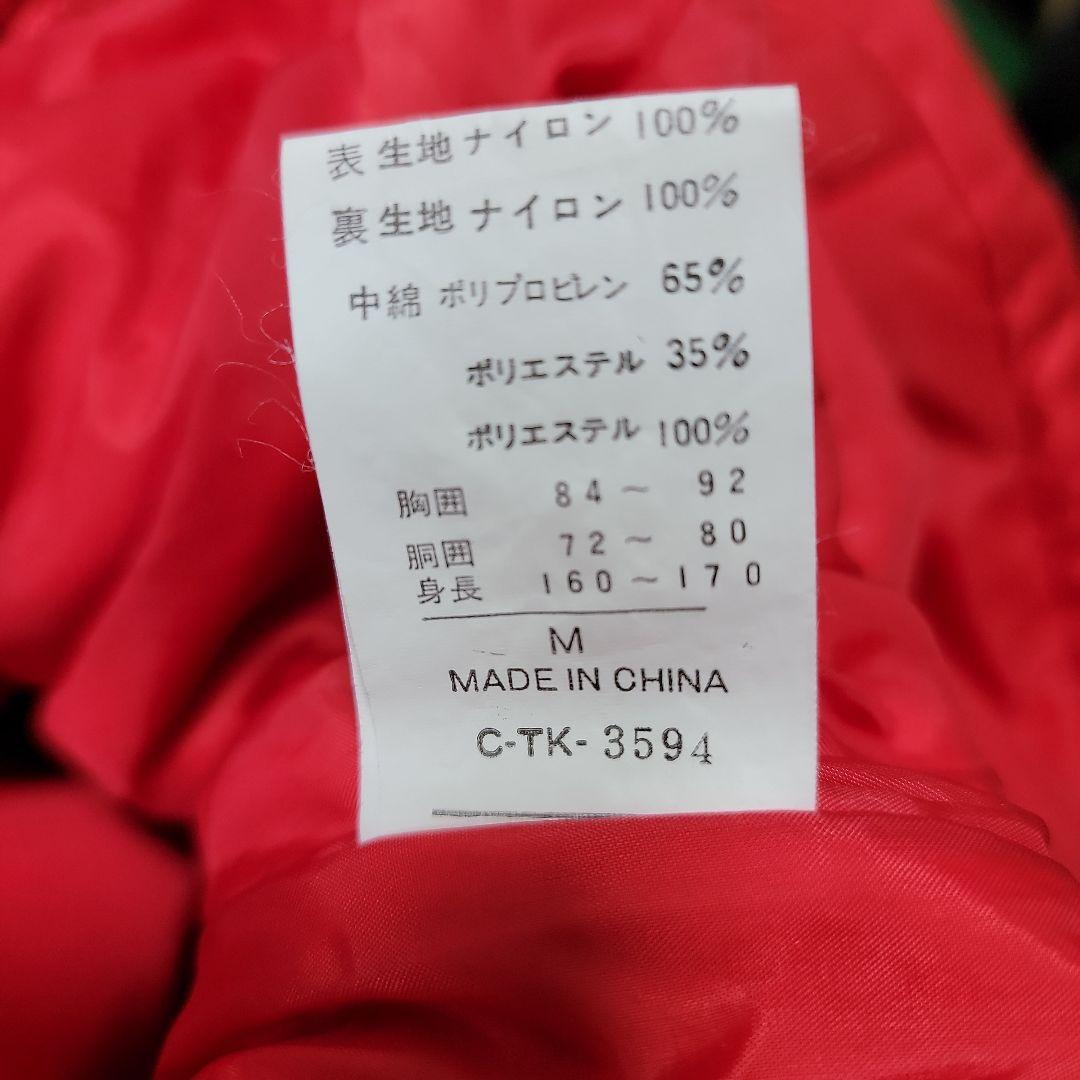 表生地 ナイロン 100%
裏生地 ナイロン 100%
中綿 ポリプロピレン 65%
ポリエステル 35%
ポリエステル 100%
胸囲 84～92
胴囲 72～80
身長 160～170
M
MADE IN CHINA
C-TK-3594